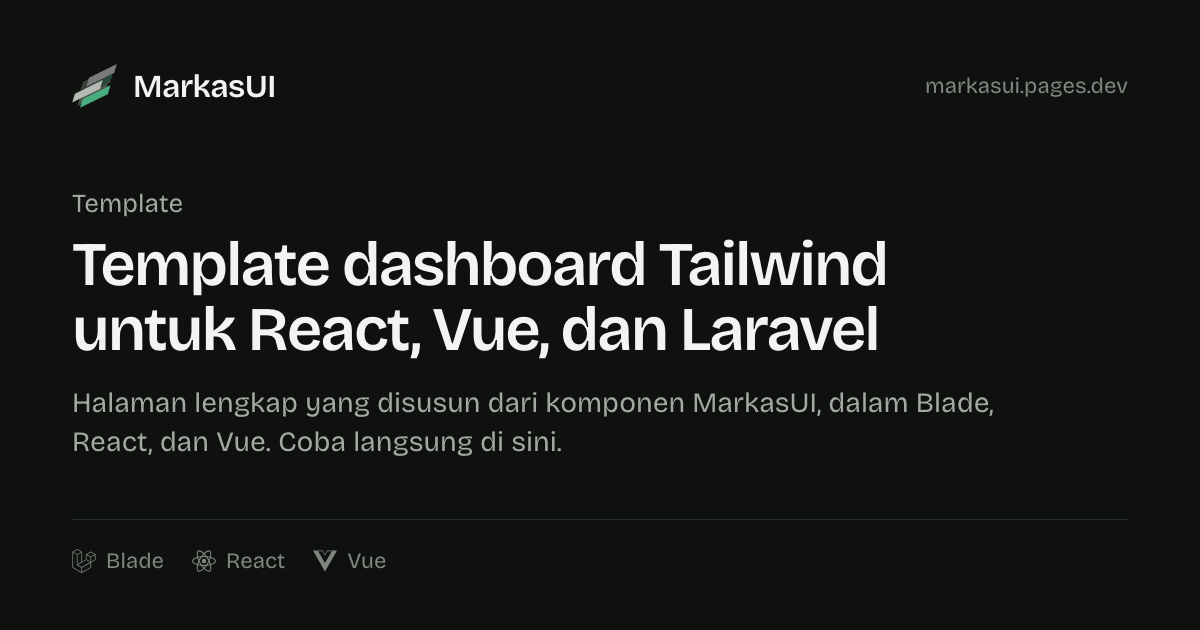 MarkasUI
markasui.pages.dev
Template
Template dashboard Tailwind
untuk React, Vue, dan Laravel
Halaman lengkap yang disusun dari komponen MarkasUI, dalam Blade,
React, dan Vue. Coba langsung di sini.
Blade
React
Vue